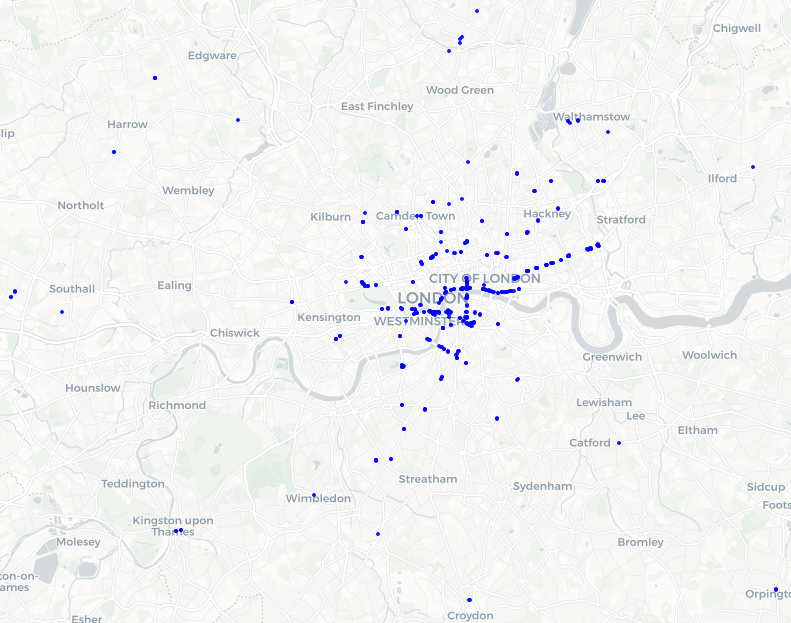 Chigwell
Edgware
Wood Green
East Finchley
Walthamstow
Harrow
slip
Ilford
Wembley
Northolt
Kilburn
Camden Town
Hackney
Stratford
CITY OF LONDON
Southall
Ealing
LONDON
Kensington
WESTMINSTER
Chiswick
Greenwich
Woolwich
Hounslow
Richmond
Lewisham
Lee
Eltham
Catford
Streatham
Teddington
Sydenham
Sidcup
Wimbledon
Foots
Kingston upon
Thames
Molesey
Bromley
ton-on-
ames
Orpingt
Esher
Croydon